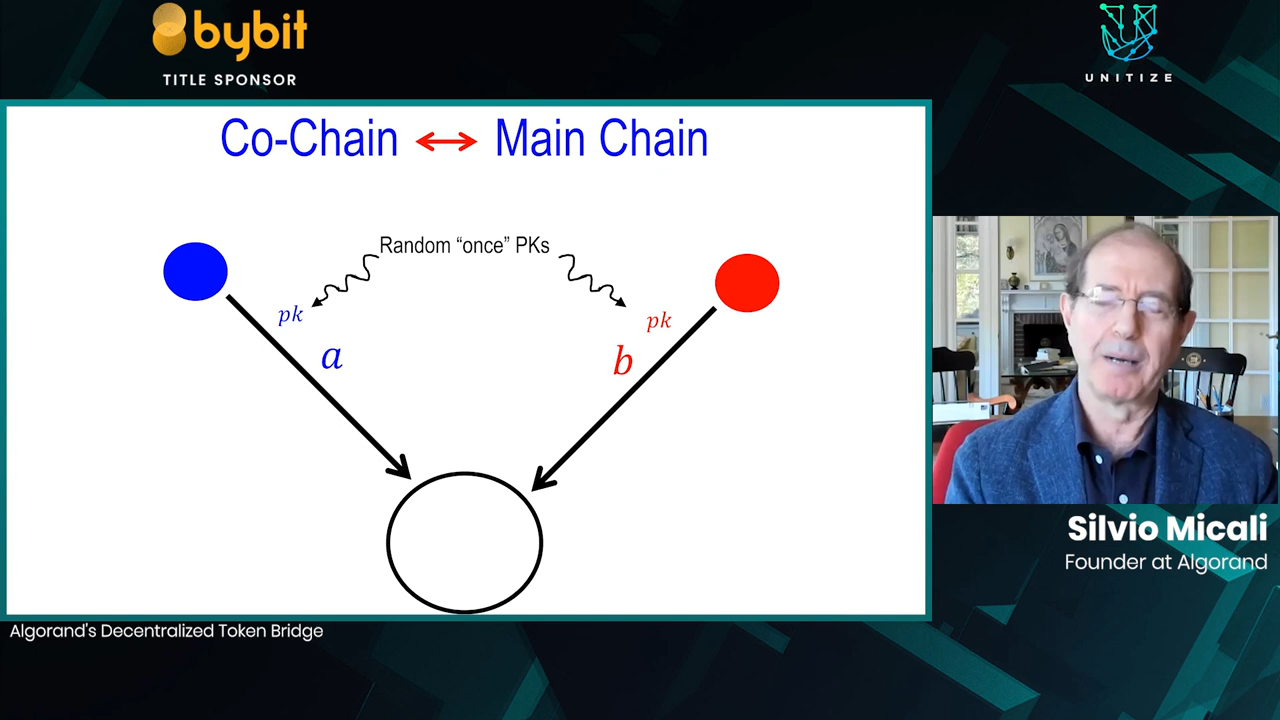 bybit
TITLE SPONSOR
UNITIZE
Co-Chain ↔ Main Chain
Random “once” PKs
pk
pk
a
b
Silvio Micali
Founder at Algorand
Algorand's Decentralized Token Bridge